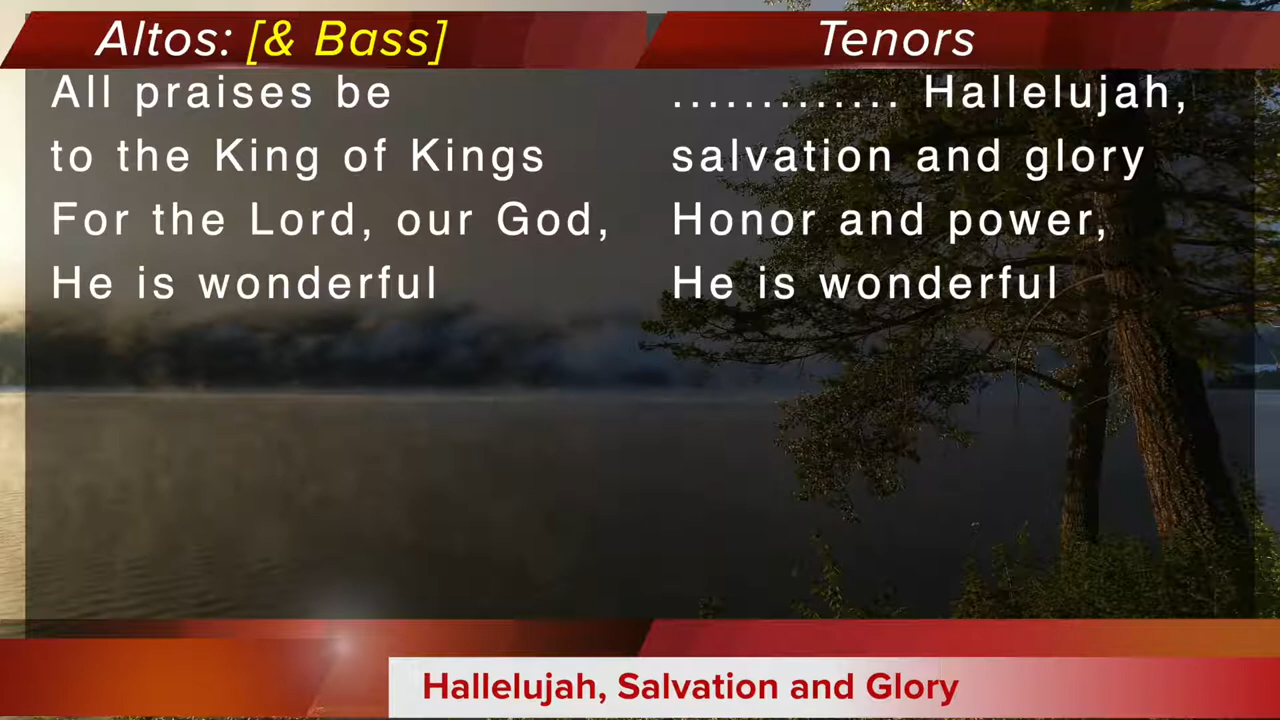 Altos: [& Bass]
All praises be
to the King of Kings
For the Lord, our God,
He is wonderful
Tenors
............. Hallelujah,
salvation and glory
Honor and power,
He is wonderful
Hallelujah, Salvation and Glory